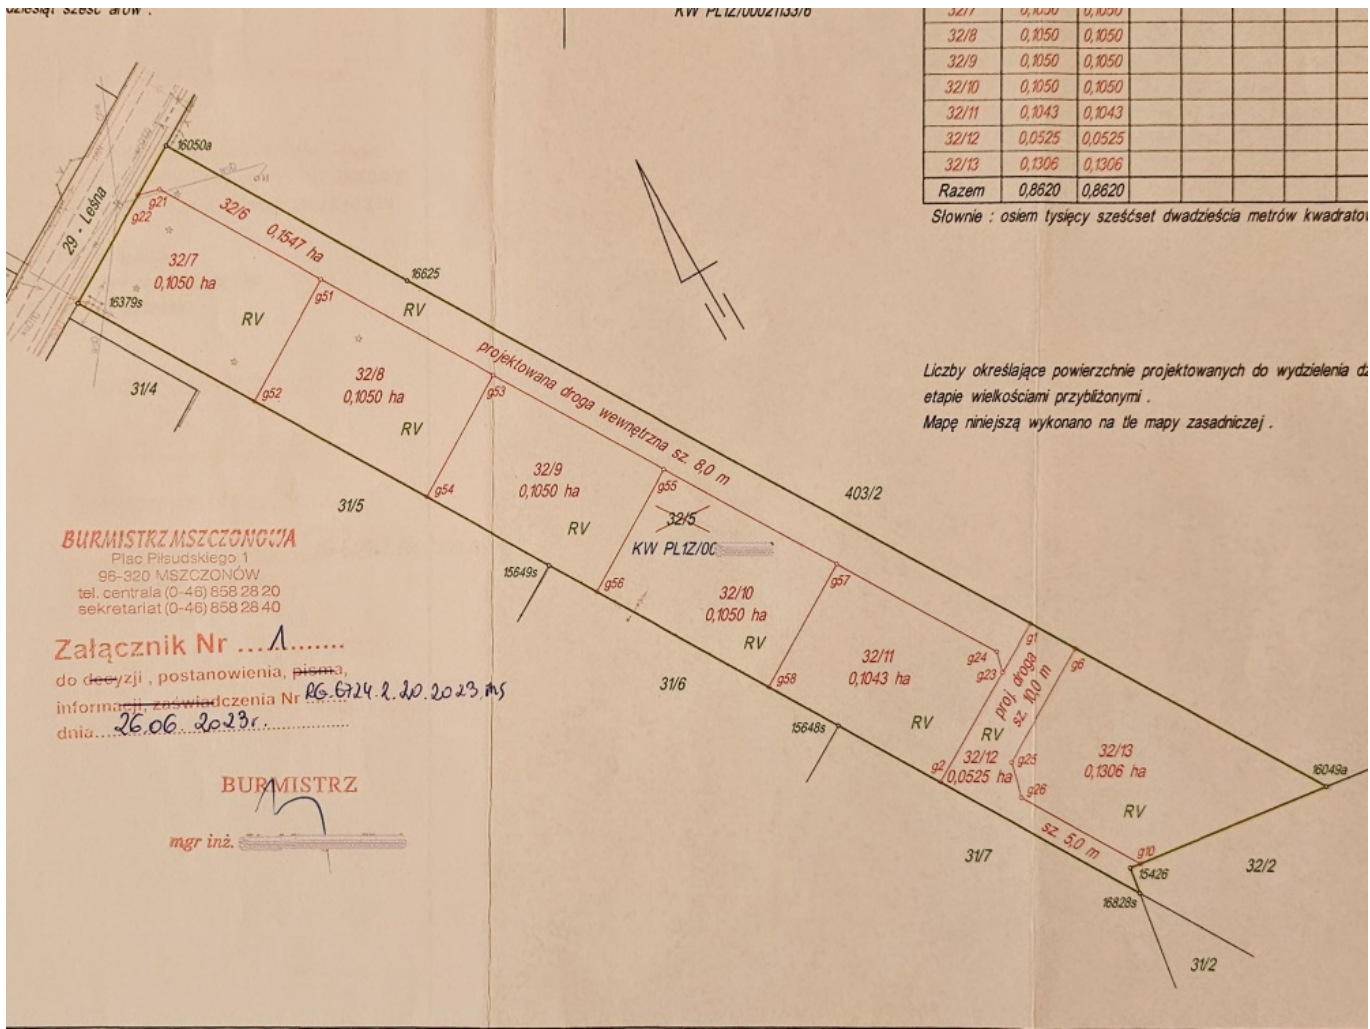 dziesiąt sześć arów .
KW PL1Z/00021133/6
32/7 0,1050 0,1050
32/8 0,1050 0,1050
32/9 0,1050 0,1050
32/10 0,1050 0,1050
32/11 0,1043 0,1043
32/12 0,0525 0,0525
32/13 0,1306 0,1306
Razem 0,8620 0,8620
Słownie : osiem tysięcy sześćset dwadzieścia metrów kwadratow
Liczby określające powierzchnie projektowanych do wydzielenia dz
etapie wielkościami przybliżonymi .
Mapę niniejszą wykonano na tle mapy zasadniczej .
16050a
29 - Leśna
g21
g22
32/6
0,1547 ha
32/7
0,1050 ha
16625
g51
RV
RV
16379s
31/4
g52
32/8
0,1050 ha
RV
projektowana droga wewnętrzna sz. 8,0 m
g53
g54
31/5
32/9
0,1050 ha
RV
g55
403/2
32/5
KW PL1Z/00
15649s
g56
g57
32/10
0,1050 ha
RV
g58
31/6
32/11
0,1043 ha
RV
g1
g24
g23
g6
proj. droga
sz. 10,0 m
RV
15648s
g2
32/12
0,0525 ha
g25
g26
32/13
0,1306 ha
RV
16049a
sz. 5,0 m
g10
15426
31/7
32/2
16828s
31/2
BURMISTRZ MSZCZONOWA
Plac Piłsudskiego 1
96-320 MSZCZONÓW
tel. centrala (0-46) 858 28 20
sekretariat (0-46) 858 28 40
Załącznik Nr ....1........
do decyzji , postanowienia, pisma,
informacji, zaświadczenia Nr RG.6724.2.20.2023.MS
dnia....26.06.2023r.
BURMISTRZ
mgr inż.